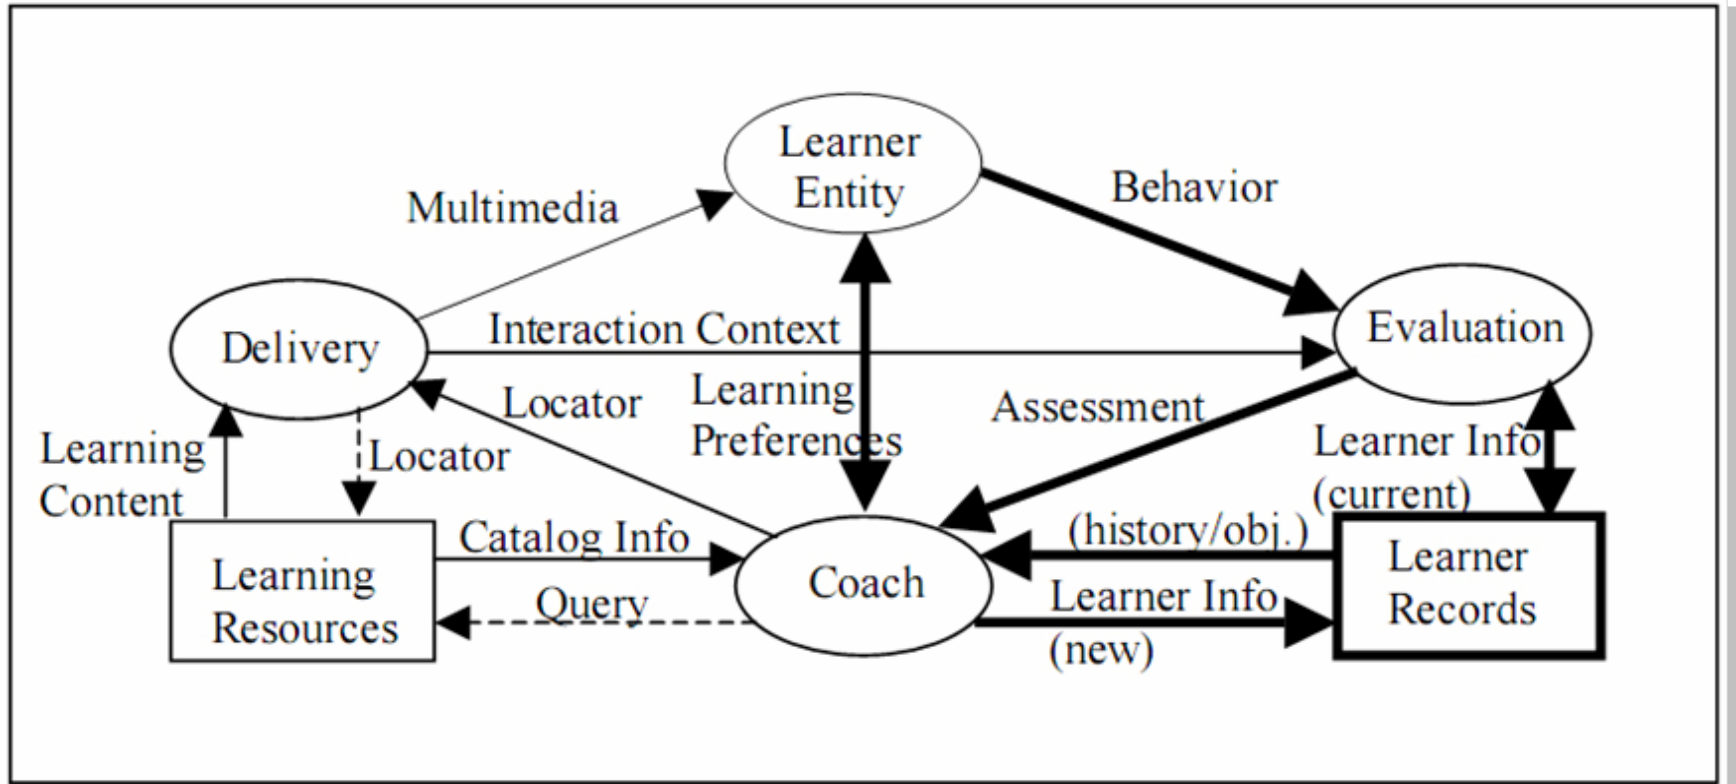 Learner
Entity
Behavior
Multimedia
Delivery
Interaction Context
Evaluation
Learning
Preferences
Locator
Assessment
Learning
Content
Locator
Learner Info
(current)
Catalog Info
(history/obj.)
Learning
Resources
Coach
Learner
Records
Query
Learner Info
(new)